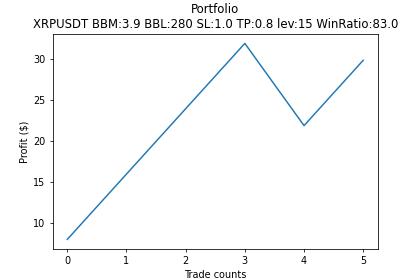 Portfolio
XRPUSDT BBM:3.9 BBL:280 SL:1.0 TP:0.8 lev:15 WinRatio:83.0
30
25
20
15
10
Profit ($)
0 1 2 3 4 5
Trade counts